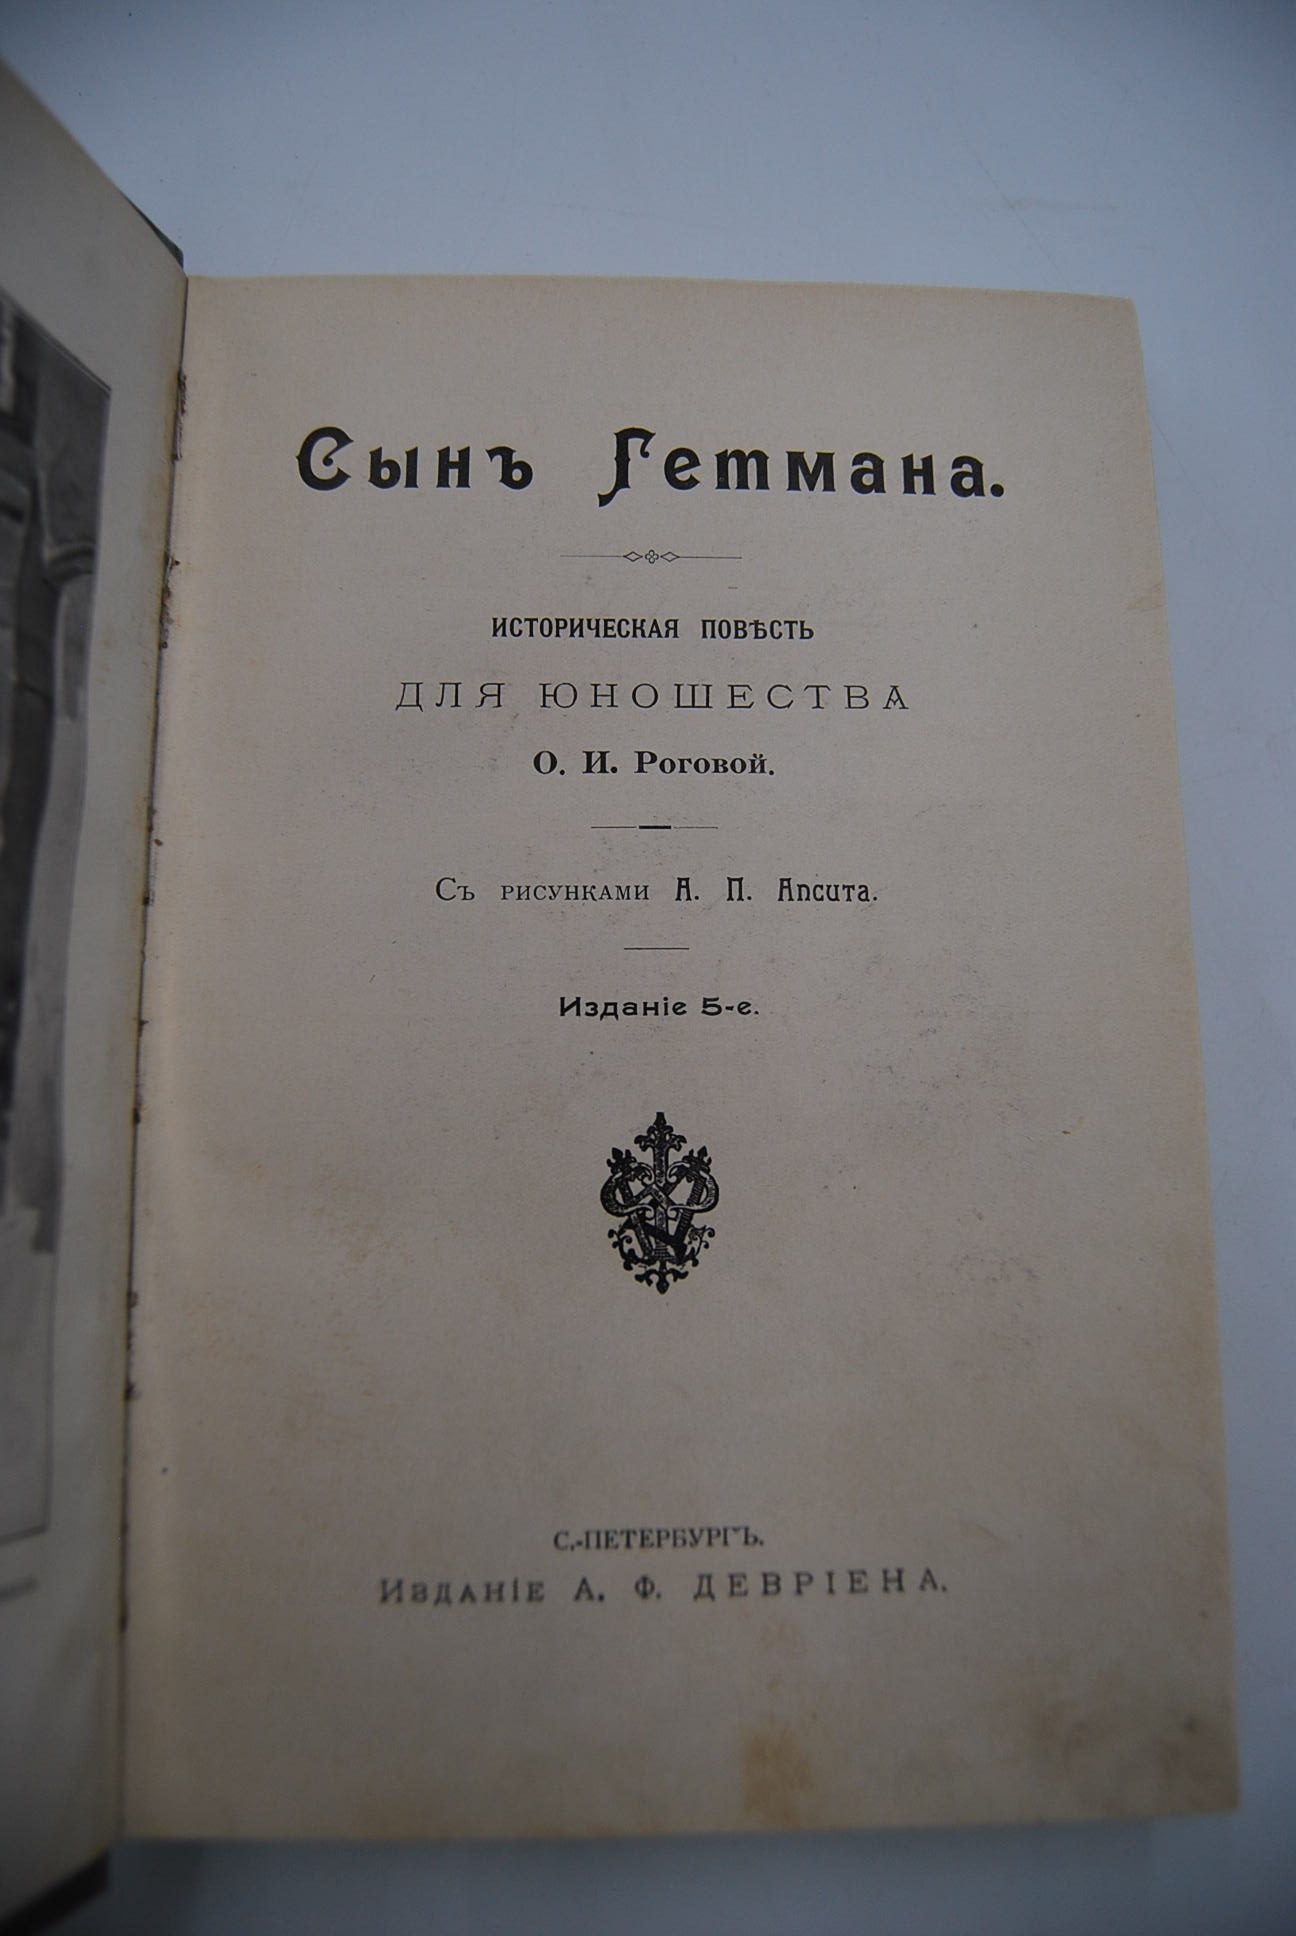 Сынъ Гетмана.
ИСТОРИЧЕСКАЯ ПОВѢСТЬ
ДЛЯ ЮНОШЕСТВА
О. И. Роговой.
Съ рисунками А. П. Апсита.
Изданіе 5-е.
С.-ПЕТЕРБУРГЪ.
Изданіе А. Ф. ДЕВРІЕНА.